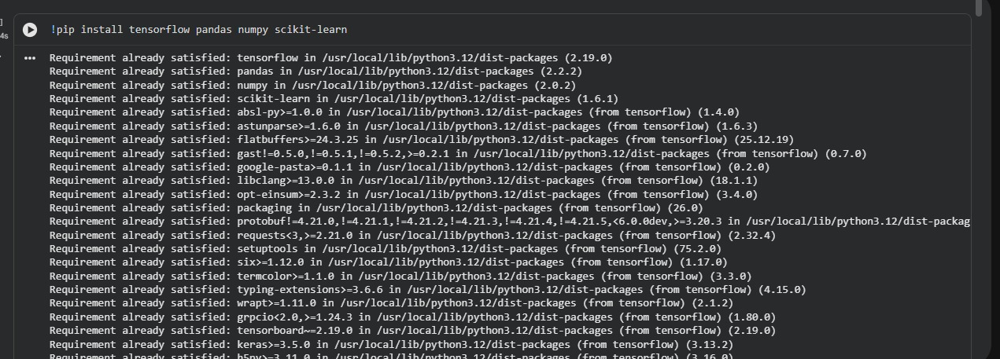 ]
4s
!pip install tensorflow pandas numpy scikit-learn
Requirement already satisfied: tensorflow in /usr/local/lib/python3.12/dist-packages (2.19.0)
Requirement already satisfied: pandas in /usr/local/lib/python3.12/dist-packages (2.2.2)
Requirement already satisfied: numpy in /usr/local/lib/python3.12/dist-packages (2.0.2)
Requirement already satisfied: scikit-learn in /usr/local/lib/python3.12/dist-packages (1.6.1)
Requirement already satisfied: absl-py>=1.0.0 in /usr/local/lib/python3.12/dist-packages (from tensorflow) (1.4.0)
Requirement already satisfied: astunparse>=1.6.0 in /usr/local/lib/python3.12/dist-packages (from tensorflow) (1.6.3)
Requirement already satisfied: flatbuffers>=24.3.25 in /usr/local/lib/python3.12/dist-packages (from tensorflow) (25.12.19)
Requirement already satisfied: gast!=0.5.0,!=0.5.1,!=0.5.2,>=0.2.1 in /usr/local/lib/python3.12/dist-packages (from tensorflow) (0.7.0)
Requirement already satisfied: google-pasta>=0.1.1 in /usr/local/lib/python3.12/dist-packages (from tensorflow) (0.2.0)
Requirement already satisfied: libclang>=13.0.0 in /usr/local/lib/python3.12/dist-packages (from tensorflow) (18.1.1)
Requirement already satisfied: opt-einsum>=2.3.2 in /usr/local/lib/python3.12/dist-packages (from tensorflow) (3.4.0)
Requirement already satisfied: packaging in /usr/local/lib/python3.12/dist-packages (from tensorflow) (26.0)
Requirement already satisfied: protobuf!=4.21.0,!=4.21.1,!=4.21.2,!=4.21.3,!=4.21.4,!=4.21.5,<6.0.0dev,>=3.20.3 in /usr/local/lib/python3.12/dist-packag
Requirement already satisfied: requests<3,>=2.21.0 in /usr/local/lib/python3.12/dist-packages (from tensorflow) (2.32.4)
Requirement already satisfied: setuptools in /usr/local/lib/python3.12/dist-packages (from tensorflow) (75.2.0)
Requirement already satisfied: six>=1.12.0 in /usr/local/lib/python3.12/dist-packages (from tensorflow) (1.17.0)
Requirement already satisfied: termcolor>=1.1.0 in /usr/local/lib/python3.12/dist-packages (from tensorflow) (3.3.0)
Requirement already satisfied: typing-extensions>=3.6.6 in /usr/local/lib/python3.12/dist-packages (from tensorflow) (4.15.0)
Requirement already satisfied: wrapt>=1.11.0 in /usr/local/lib/python3.12/dist-packages (from tensorflow) (2.1.2)
Requirement already satisfied: grpcio<2.0,>=1.24.3 in /usr/local/lib/python3.12/dist-packages (from tensorflow) (1.80.0)
Requirement already satisfied: tensorboard~=2.19.0 in /usr/local/lib/python3.12/dist-packages (from tensorflow) (2.19.0)
Requirement already satisfied: keras>=3.5.0 in /usr/local/lib/python3.12/dist-packages (from tensorflow) (3.13.2)
Requirement already satisfied: h5py>=3.11.0 in /usr/local/lib/python3.12/dist-packages (from tensorflow) (3.16.0)